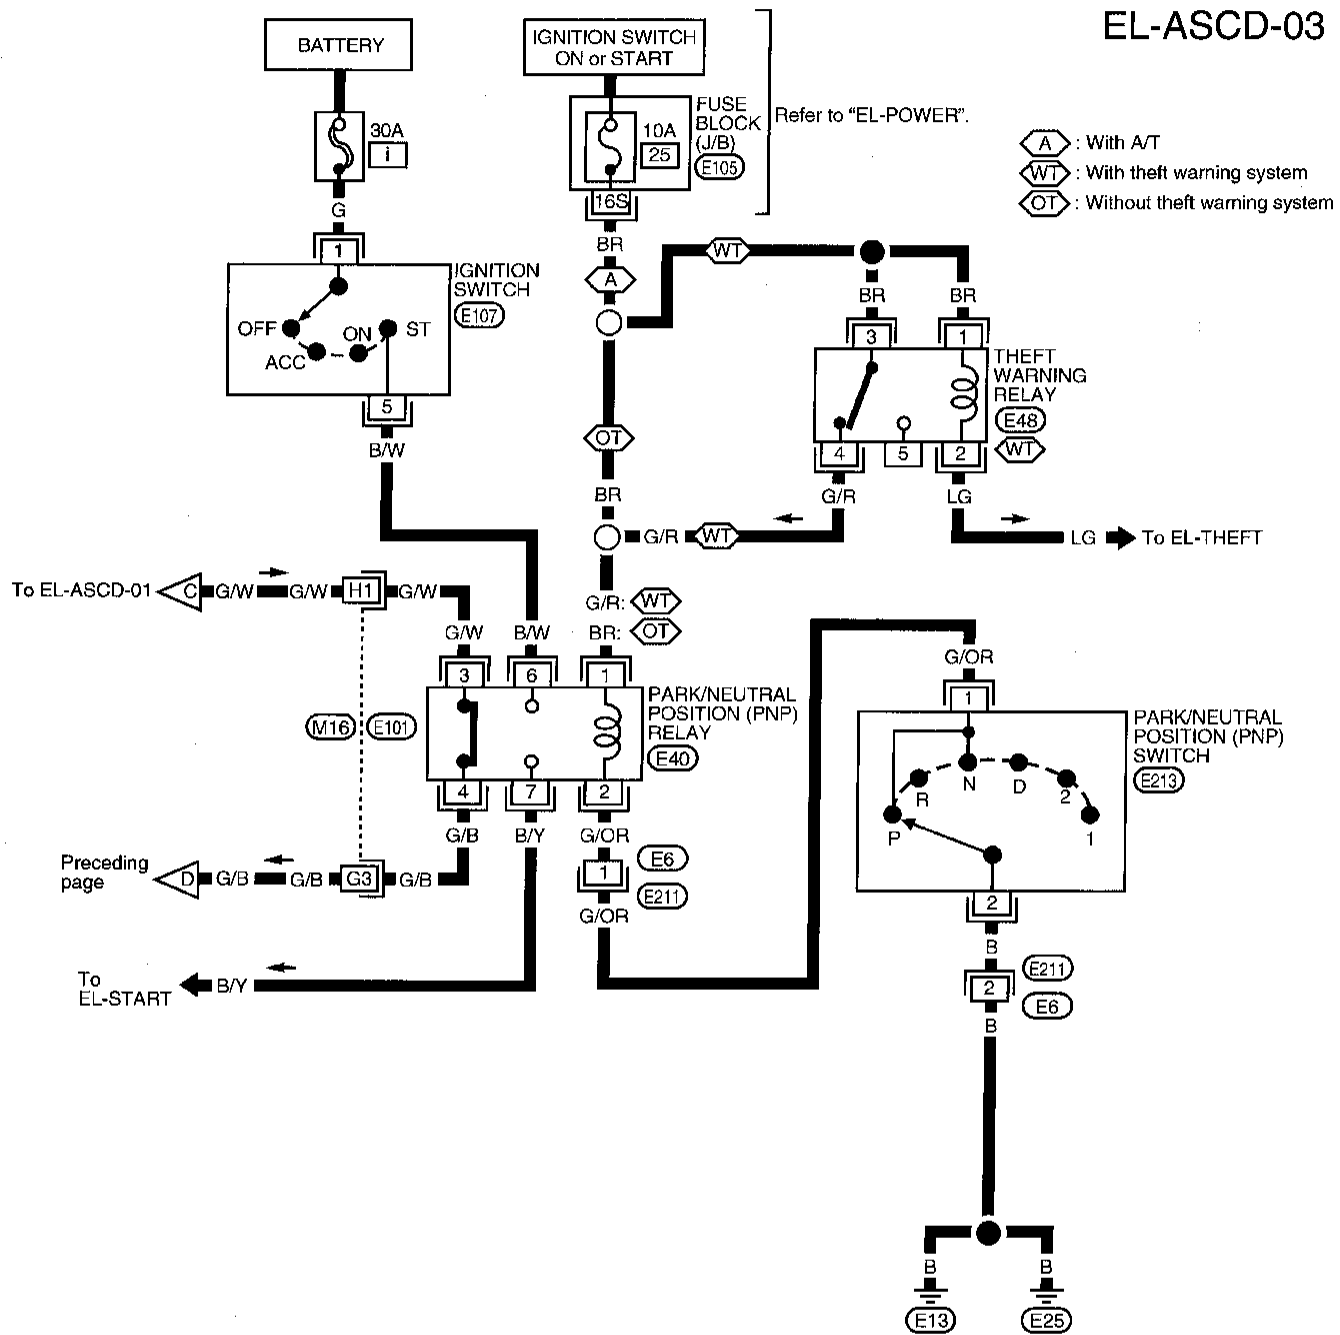 EL-ASCD-03
BATTERY
30A
i
G
1
IGNITION
SWITCH
E107
OFF
ACC
ON
ST
5
B/W
IGNITION SWITCH
ON or START
FUSE
BLOCK
(J/B)
E105
10A
25
16S
BR
A
Refer to "EL-POWER".
A : With A/T
WT : With theft warning system
OT : Without theft warning system
WT
BR
BR
3
1
THEFT
WARNING
RELAY
E48
WT
4
5
2
G/R
LG
LG
To EL-THEFT
OT
BR
G/R
WT
G/R: WT
BR: OT
To EL-ASCD-01
C
G/W
G/W
H1
G/W
G/W
B/W
3
6
1
PARK/NEUTRAL
POSITION (PNP)
RELAY
E40
M16
E101
4
7
2
G/B
B/Y
G/OR
1
E6
E211
G/OR
Preceding
page
D
G/B
G/B
G3
G/B
To
EL-START
B/Y
G/OR
1
PARK/NEUTRAL
POSITION (PNP)
SWITCH
E213
P
R
N
D
2
1
2
B
E211
2
E6
B
B
B
E13
E25